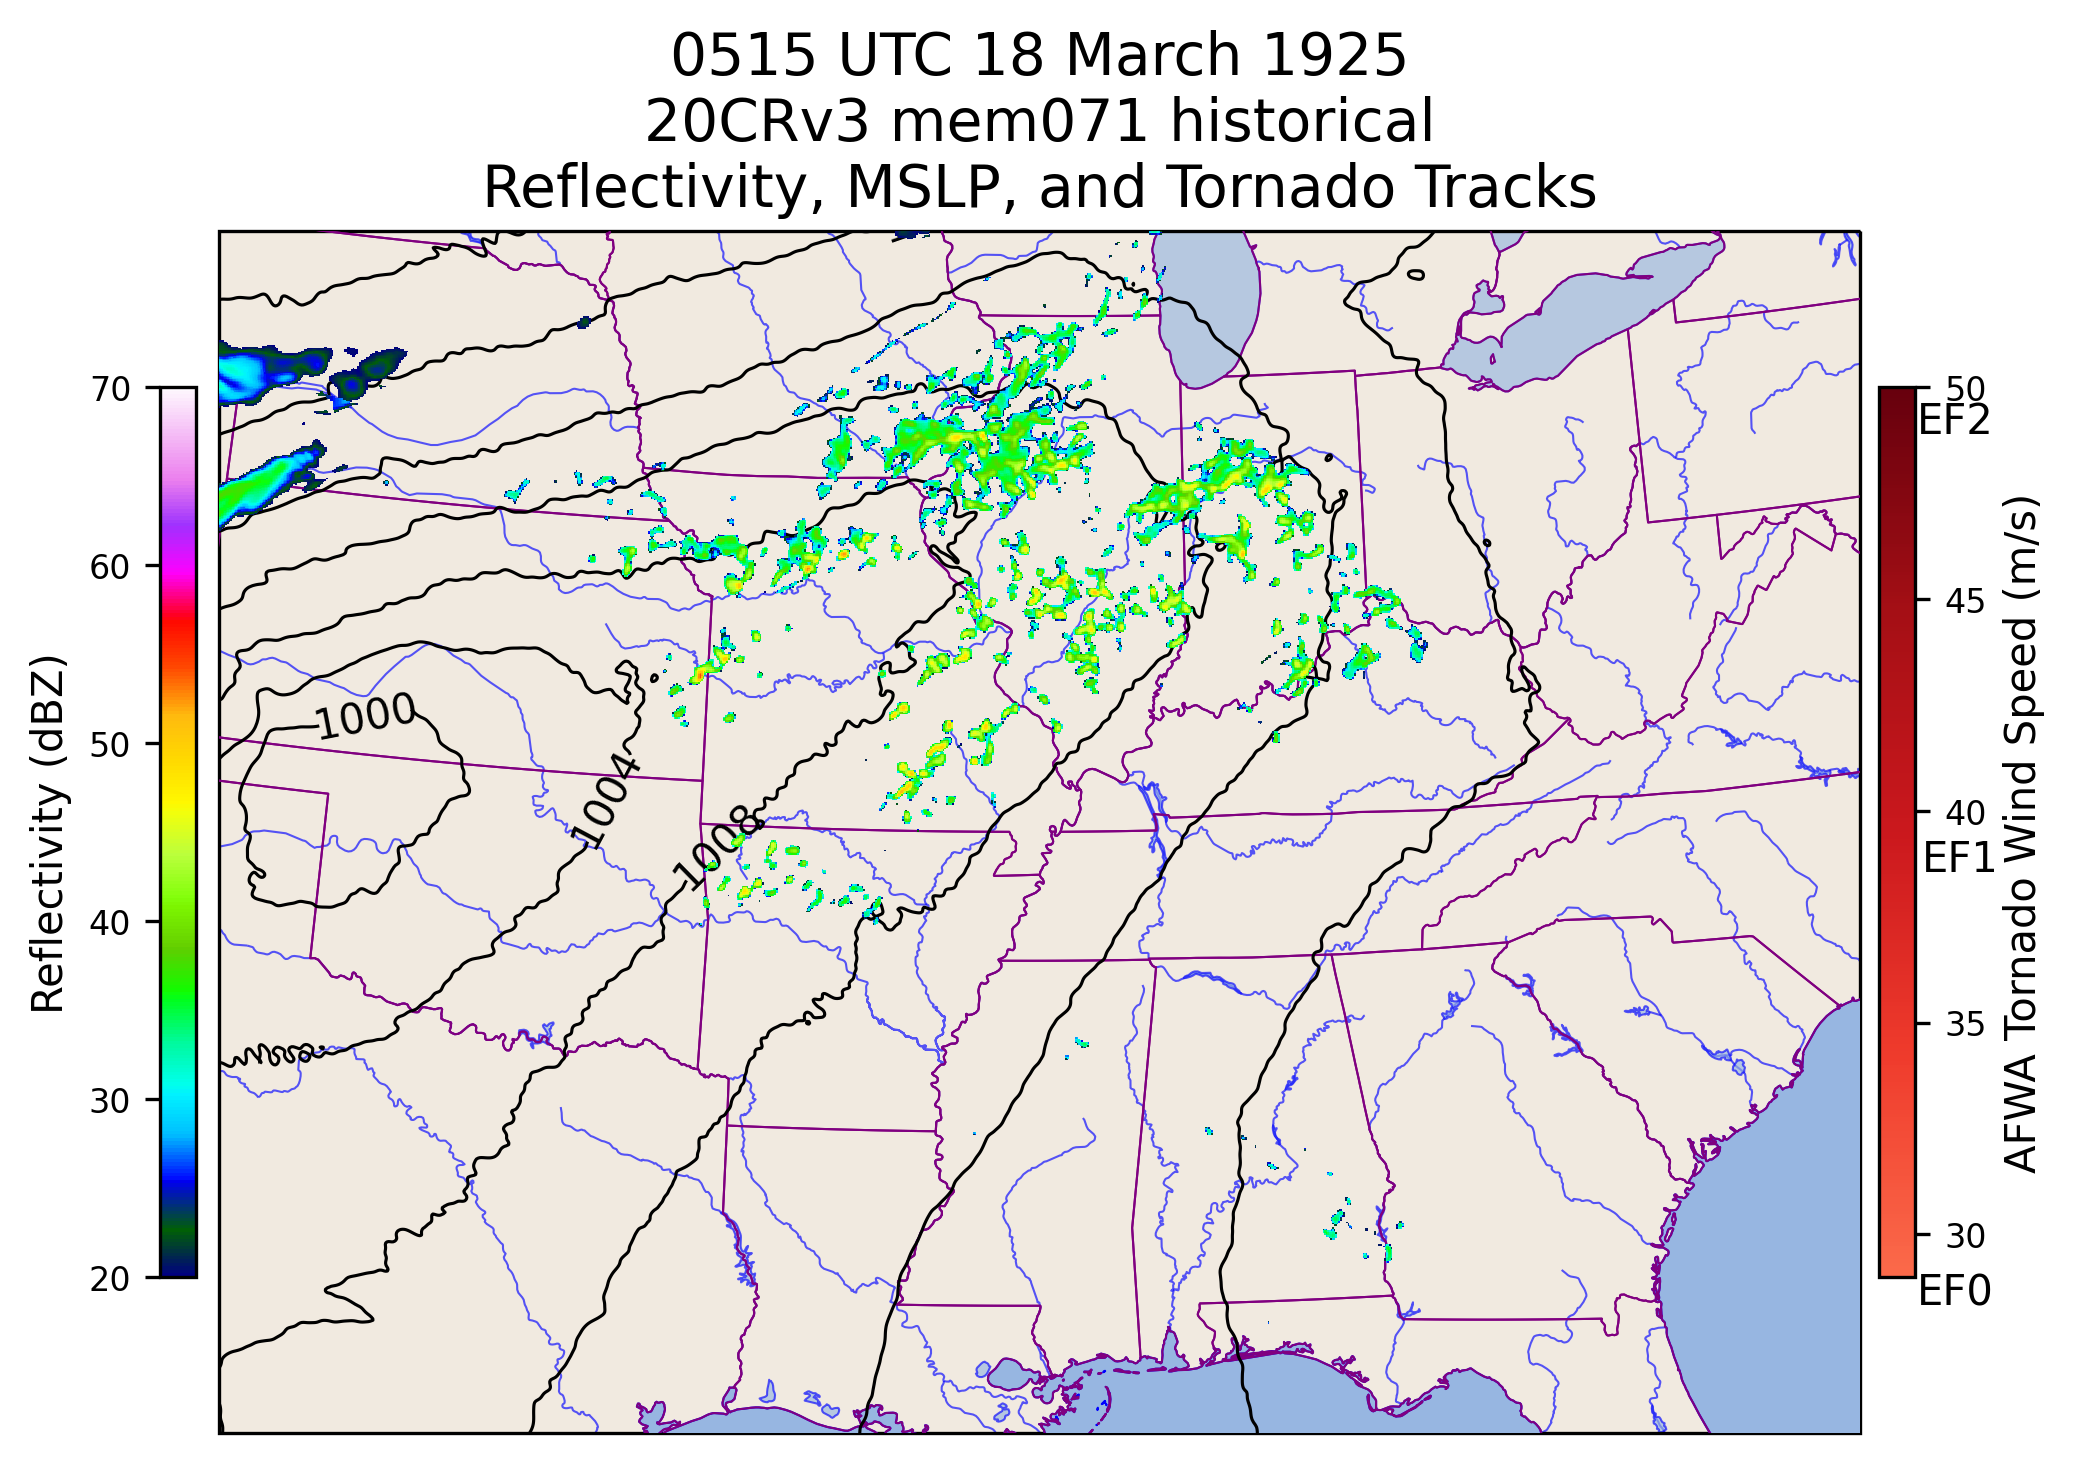 0515 UTC 18 March 1925
20CRv3 mem071 historical
Reflectivity, MSLP, and Tornado Tracks
70
60
50
40
30
20
Reflectivity (dBZ)
1000
1004
1008
50
EF2
45
40
EF1
35
30
EF0
AFWA Tornado Wind Speed (m/s)